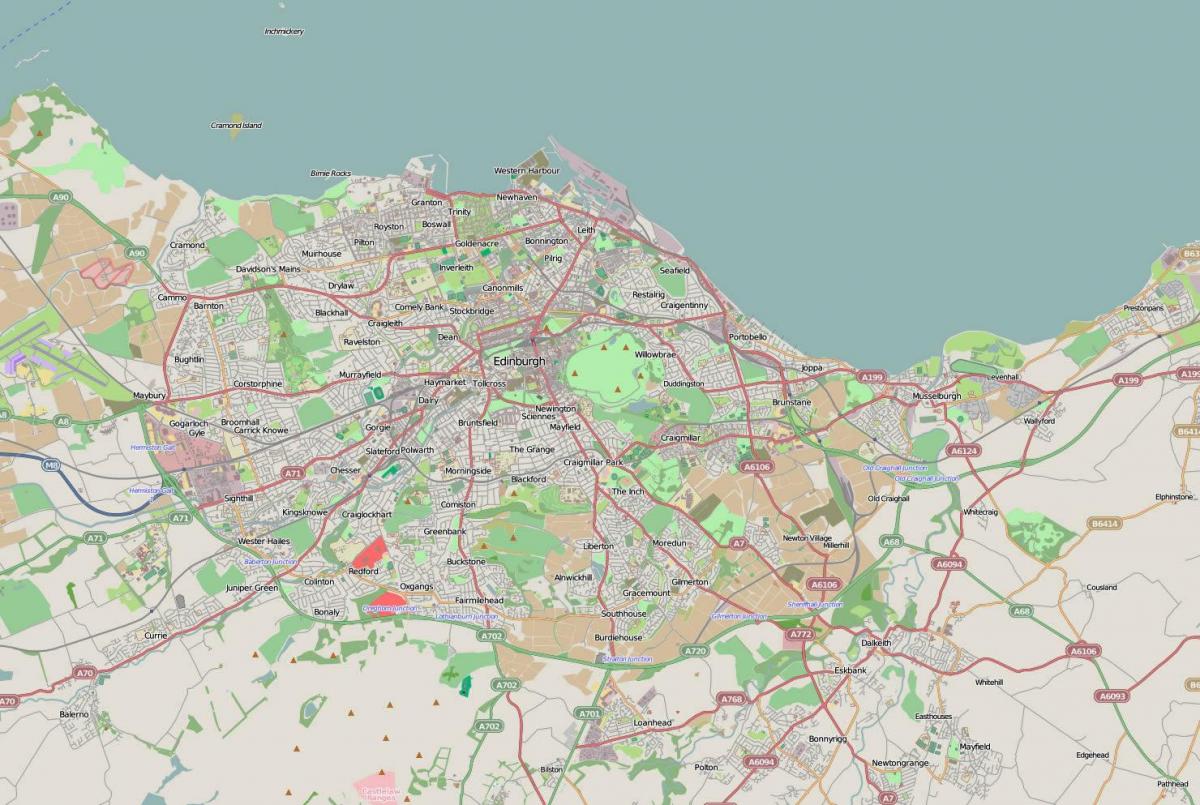 Inchmickery
Cramond Island
Birnie Rocks
Western Harbour
A90
Granton
Newhaven
Trinity
Royston
Boswall
Leith
Cramond
Pilton
Goldenacre
Bonnington
A90
Muirhouse
Pilrig
B63
Davidson's Mains
Inverleith
Seafield
Drylaw
Canonmills
Cammo
Barnton
Restalrig
Comely Bank
Stockbridge
Craigentinny
Prestonpans
Blackhall
Craigleith
Ravelston
Dean
Portobello
Bughtlin
Edinburgh
Willowbrae
Joppa
Murrayfield
A199
Levenhall
A199
A199
Corstorphine
Haymarket
Tollcross
Duddingston
Maybury
Dairy
Brunstane
Musselburgh
A8
A8
Gogarloch
Broomhall
Newington
Sciennes
Gyle
Carrick Knowe
Gorgie
Bruntsfield
Mayfield
Wallyford
B6414
Hermiston Gait
Slateford
Polwarth
The Grange
Craigmillar
A6124
M8
Chesser
Craigmillar Park
A6106
Old Craighall Junction
A71
Morningside
Blackford
Old Craighall Junction
Hermiston Gait
Sighthill
The Inch
Old Craighall
Elphinstone
Kingsknowe
Craiglockhart
Comiston
Whitecraig
A71
B6414
A71
Wester Hailes
Greenbank
Liberton
Moredun
A7
Newton Village
Millerhill
A68
Baberton Junction
Buckstone
A6094
Redford
Alnwickhill
Gilmerton
A6106
Colinton
Juniper Green
Oxgangs
Gracemount
Cousland
Bonaly
Dreghorn Junction
Fairmilehead
Lothianburn Junction
Southhouse
Gilmerton Junction
Sheriffhall Junction
A68
Currie
A702
Burdiehouse
A772
Dalkeith
A720
A6106
Straiton Junction
A70
Eskbank
A702
Whitehill
B6
A70
A768
A6093
Balerno
A701
Easthouses
A702
Loanhead
Bonnyrigg
Mayfield
Edgehead
A6094
Newtongrange
Bilston
Polton
Pathhead
Castlelaw
Ranges
A7